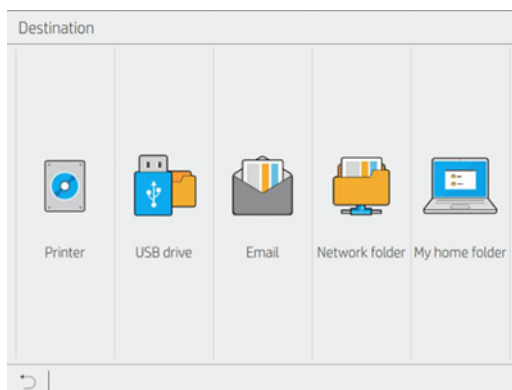 Destination
Printer
USB drive
Email
Network folder
My home folder